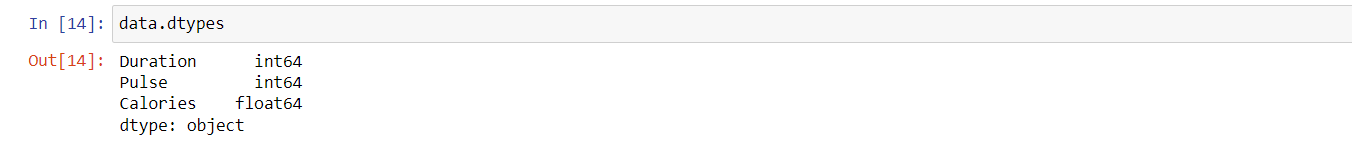 In [14]: data.dtypes
Out[14]: Duration      int64
Pulse         int64
Calories    float64
dtype: object